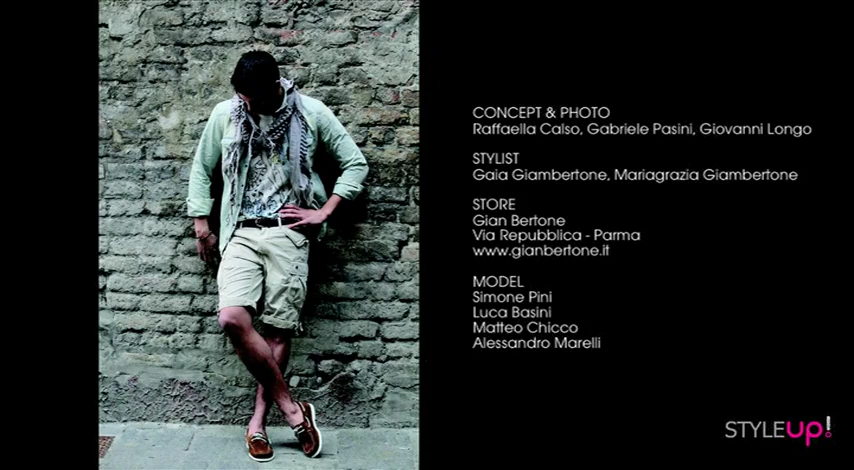 CONCEPT & PHOTO
Raffaella Calso, Gabriele Pasini, Giovanni Longo
STYLIST
Gaia Giambertone, Mariagrazia Giambertone
STORE
Gian Bertone
Via Repubblica - Parma
www.gianbertone.it
MODEL
Simone Pini
Luca Basini
Matteo Chicco
Alessandro Marelli
STYLEUP!